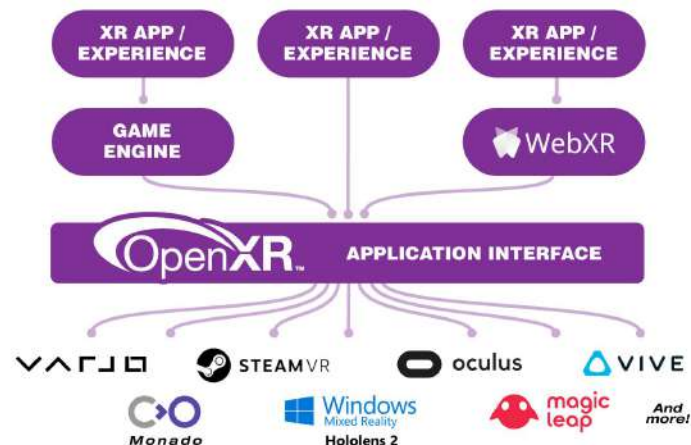 XR APP /
EXPERIENCE
XR APP /
EXPERIENCE
XR APP /
EXPERIENCE
GAME
ENGINE
WebXR
OpenXR™ APPLICATION INTERFACE
VARJO
STEAMVR
oculus
VIVE
Monado
Windows
Mixed Reality
Hololens 2
magic
leap
And
more!